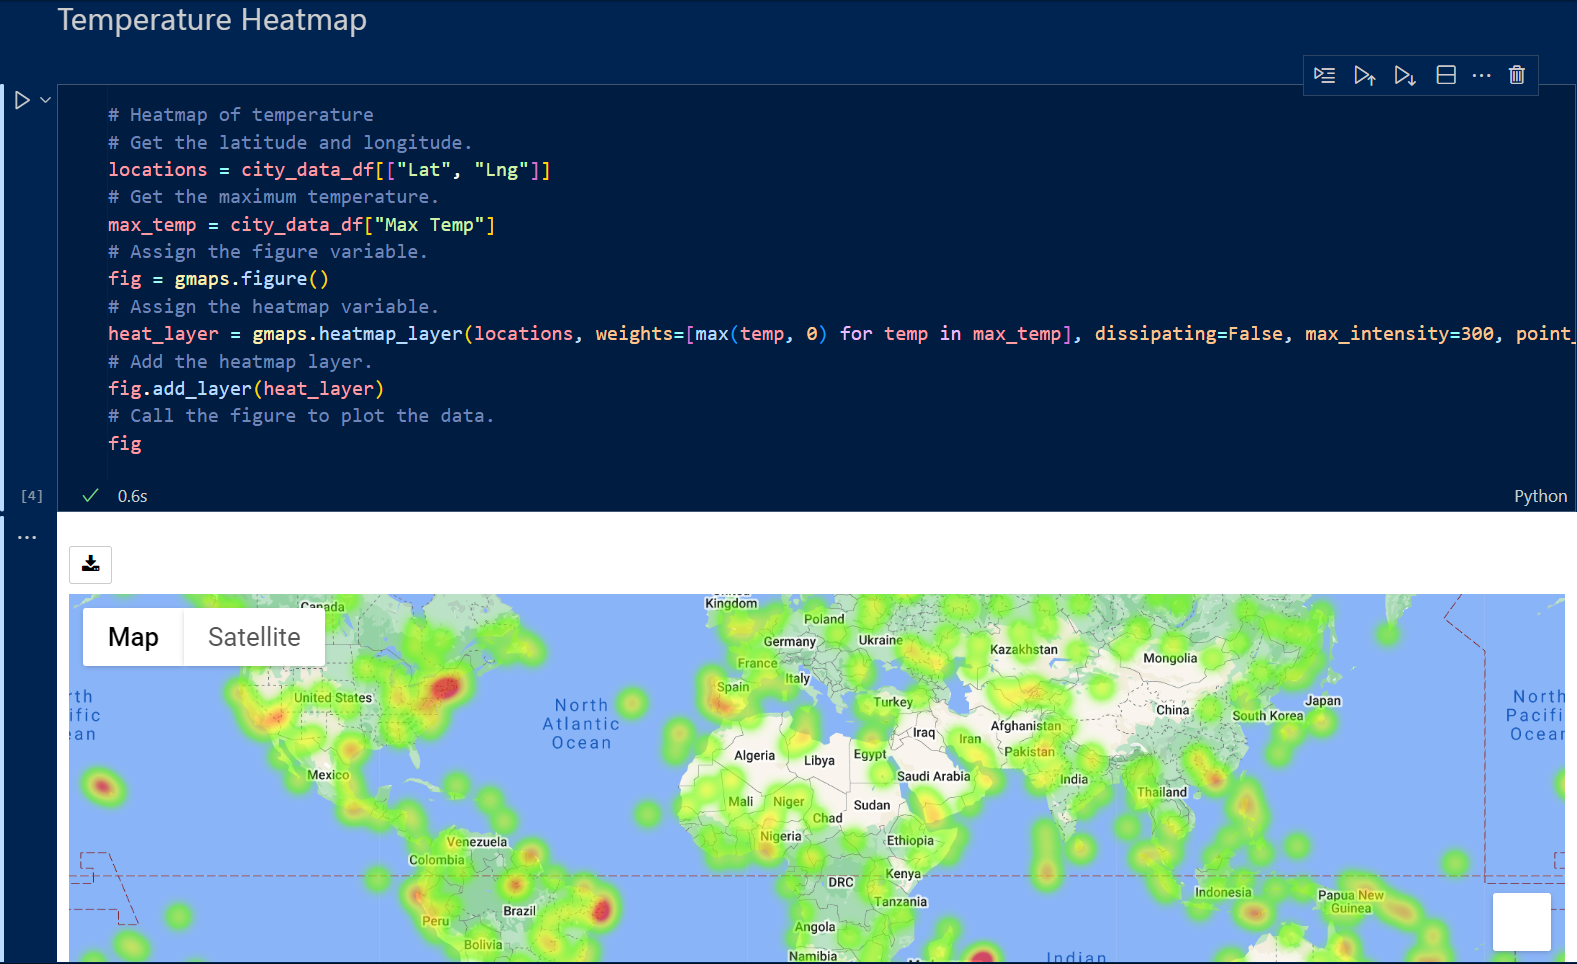 Temperature Heatmap
# Heatmap of temperature
# Get the latitude and longitude.
locations = city_data_df[["Lat", "Lng"]]
# Get the maximum temperature.
max_temp = city_data_df["Max Temp"]
# Assign the figure variable.
fig = gmaps.figure()
# Assign the heatmap variable.
heat_layer = gmaps.heatmap_layer(locations, weights=[max(temp, 0) for temp in max_temp], dissipating=False, max_intensity=300, point_
# Add the heatmap layer.
fig.add_layer(heat_layer)
# Call the figure to plot the data.
fig
[4]
0.6s
Python
Map
Satellite
Canada
United States
Mexico
North
Atlantic
Ocean
Venezuela
Colombia
Peru
Brazil
Bolivia
Kingdom
Poland
Germany
Ukraine
France
Italy
Spain
Turkey
Kazakhstan
Mongolia
China
South Korea
Japan
Afghanistan
Iraq
Iran
Pakistan
Algeria
Libya
Egypt
Saudi Arabia
India
Thailand
Mali
Niger
Sudan
Chad
Nigeria
Ethiopia
DRC
Kenya
Tanzania
Angola
Namibia
Indonesia
Papua New
Guinea
Indian
North
Pacifi
Ocear